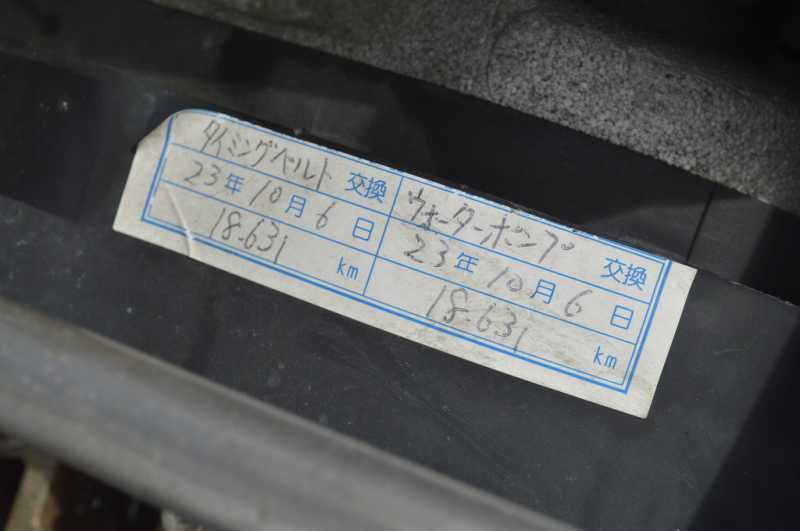 タイミングベルト 交換
23年10月6日
18.631 km
ウォーターポンプ 交換
23年10月6日
18.631 km